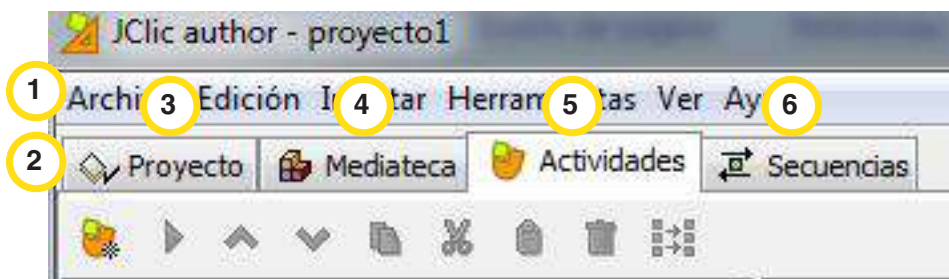 JClic author - proyecto1
1 Archi 3 Edición I 4 tar Herram 5 tas Ver Ay 6
2 Proyecto Mediateca Actividades Secuencias